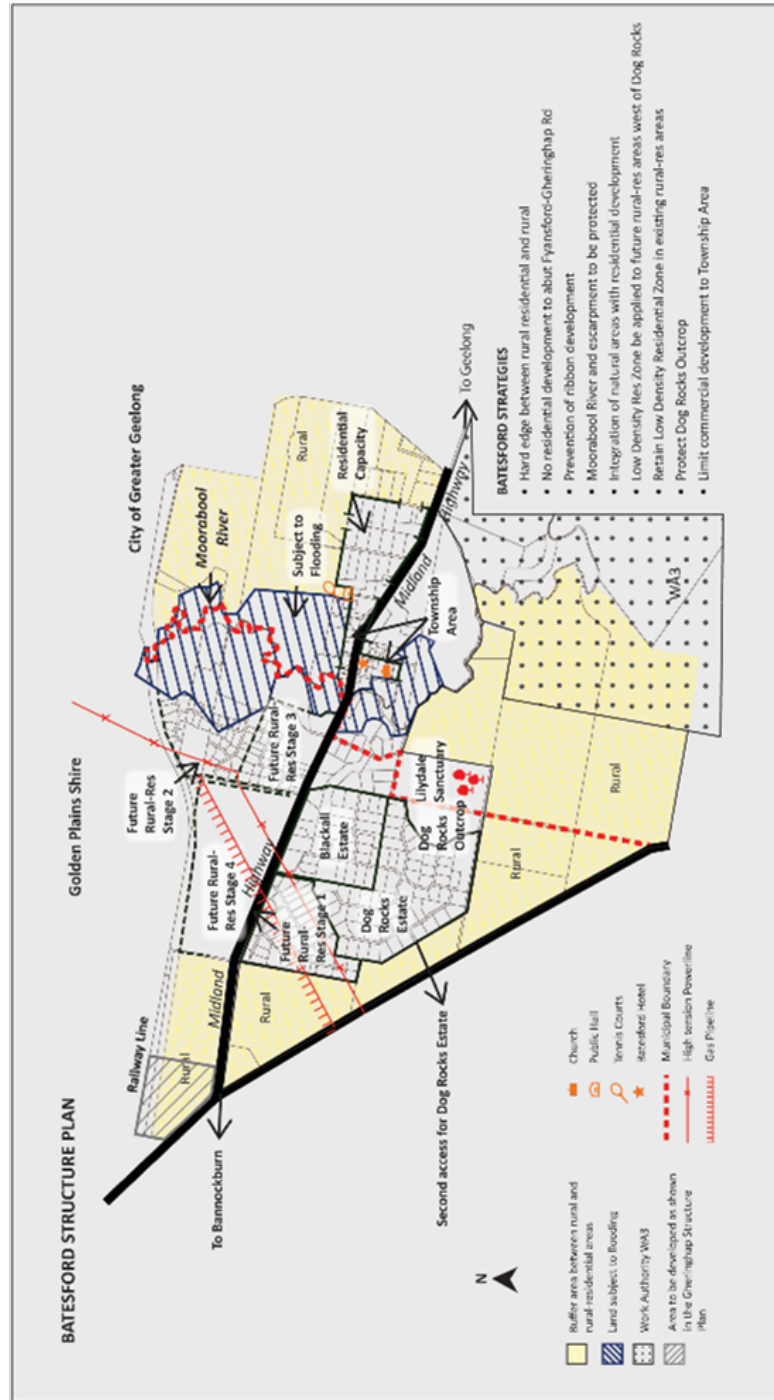 BATESFORD STRUCTURE PLAN
Golden Plains Shire
City of Greater Geelong
Railway Line
Rural
Midland
To Bannockburn
Rural
Future Rural-
Res Stage 4
Highway
Future
Rural-Res
Stage 2
Future Rural
Res Stage 3
Moorabool
River
Subject to
Flooding
Rural
Residential
Capacity
Future
Rural-
Res Stage 1
Blackall
Estate
Dog
Rocks
Estate
Dog
Rocks
Outcrop
Lilydale
Sanctuary
Township
Area
Midland
Highway
To Geelong
Second access for Dog Rocks Estate
Rural
Rural
WA3
N
Buffer area between rural and
rural-residential areas
Land subject to flooding
Work Authority WA3
Area to be developed as shown
in the Gheringhap Structure
Plan
Church
Public Hall
Tennis Courts
Batesford Hotel
Municipal Boundary
High tension Powerline
Gas Pipeline
BATESFORD STRATEGIES
• Hard edge between rural residential and rural
• No residential development to abut Fyansford-Gheringhap Rd
• Prevention of ribbon development
• Moorabool River and escarpment to be protected
• Integration of natural areas with residential development
• Low Density Res Zone be applied to future rural-res areas west of Dog Rocks
• Retain Low Density Residential Zone in existing rural-res areas
• Protect Dog Rocks Outcrop
• Limit commercial development to Township Area